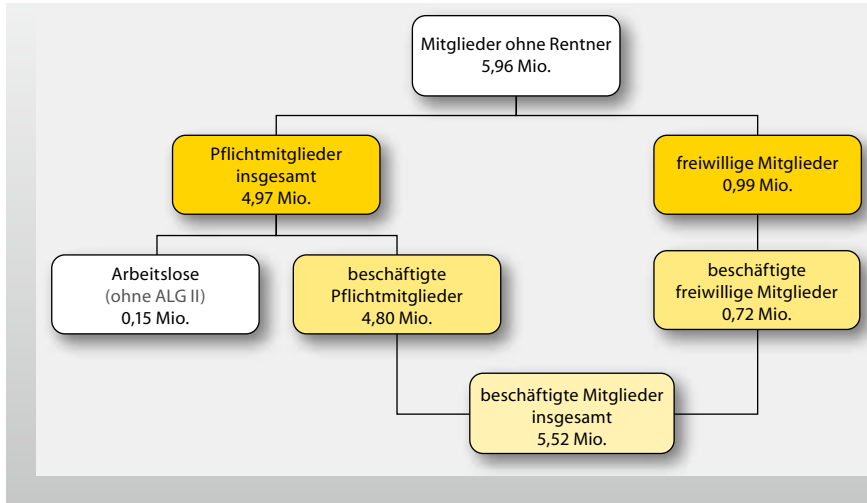 Mitglieder ohne Rentner
5,96 Mio.
Pflichtmitglieder
insgesamt
4,97 Mio.
freiwillige Mitglieder
0,99 Mio.
Arbeitslose
(ohne ALG II)
0,15 Mio.
beschäftigte
Pflichtmitglieder
4,80 Mio.
beschäftigte
freiwillige Mitglieder
0,72 Mio.
beschäftigte Mitglieder
insgesamt
5,52 Mio.